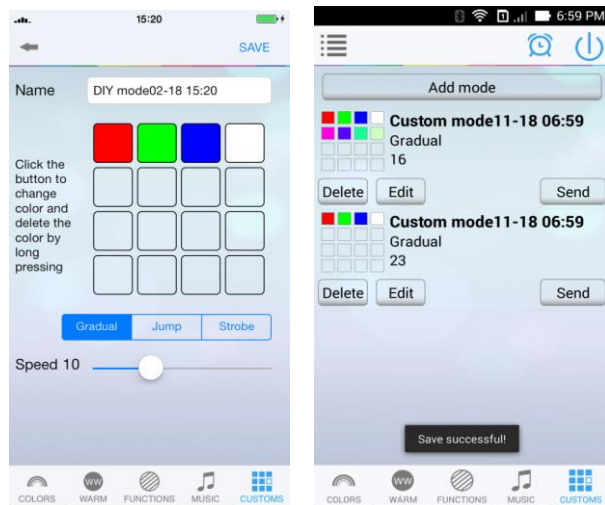 15:20
SAVE
Name
DIY mode02-18 15:20
Click the
button to
change
color and
delete the
color by
long
pressing
Gradual
Jump
Strobe
Speed 10
WW
COLORS
WARM
FUNCTIONS
MUSIC
CUSTOMS
1
6:59 PM
Add mode
Custom mode11-18 06:59
Gradual
16
Delete
Edit
Send
Custom mode11-18 06:59
Gradual
23
Delete
Edit
Send
Save successful!
WW
COLORS
WARM
FUNCTIONS
MUSIC
CUSTOMS